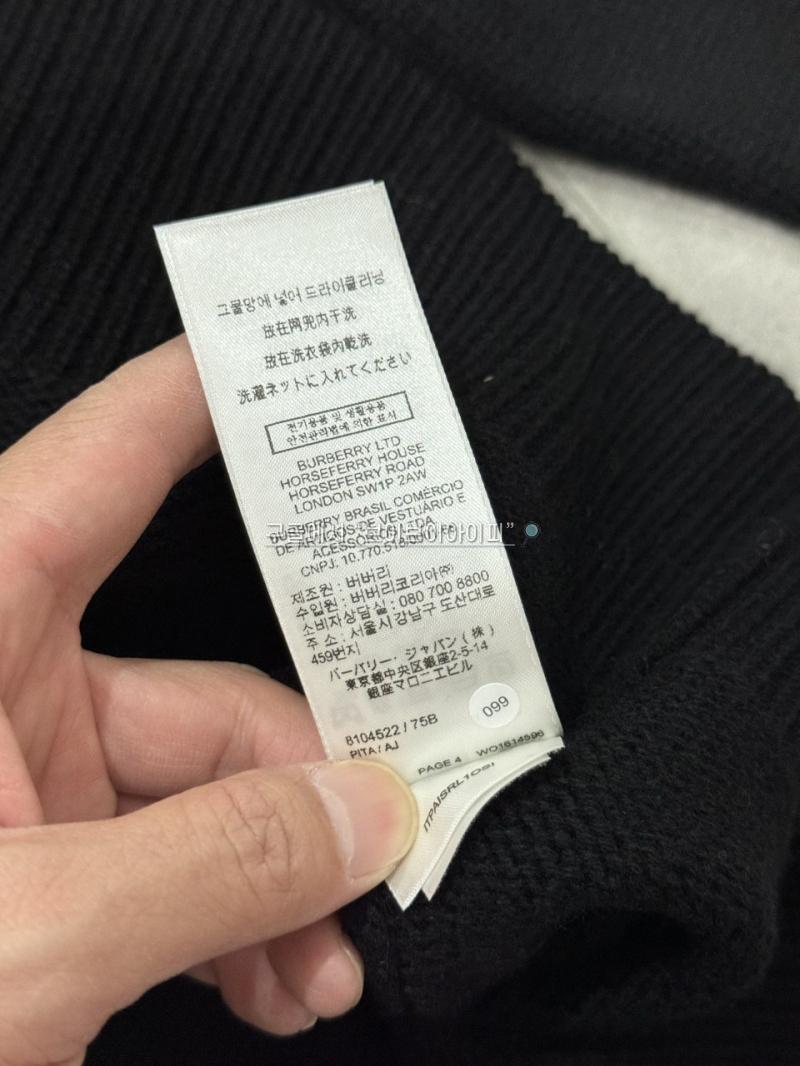 그물망에 넣어 드라이클리닝
放在网兜内干洗
放在洗衣袋內乾洗
洗濯ネットに入れてください
전기용품 및 생활용품
안전관리법에 의한 표시
BURBERRY LTD
HORSEFERRY HOUSE
HORSEFERRY ROAD
LONDON SW1P 2AW
BURBERRY BRASIL COMÉRCIO
DE VESTUÁRIO E
CNPJ: 10.770.518
제조원 : 버버리
수입원 : 버버리코리아㈜
소비자상담실 : 080 700 8800
주 소 : 서울시 강남구 도산대로
459번지
バーバリー・ジャパン(株)
東京都中央区銀座2-5-14
銀座マロニエビル
099
8104522 / 75B
PITA / AJ
PAGE 4 WO1614596